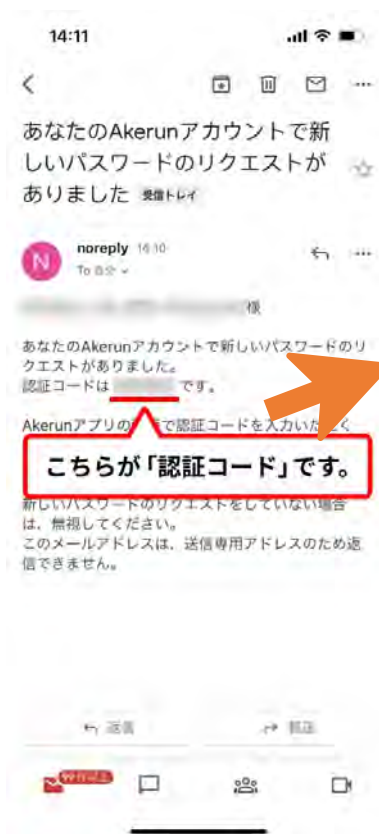 14:11
あなたのAkerunアカウントで新
しいパスワードのリクエストが
ありました 受信トレイ
N
noreply 14:10
To 自分
様
あなたのAkerunアカウントで新しいパスワードのリ
クエストがありました。
認証コードは です。
Akerunアプリの で認証コードを入力いただく
こちらが「認証コード」です。
新しいパスワードのリクエストをしていない場合
は、無視してください。
このメールアドレスは、送信専用アドレスのため返
信できません。
返信
転送